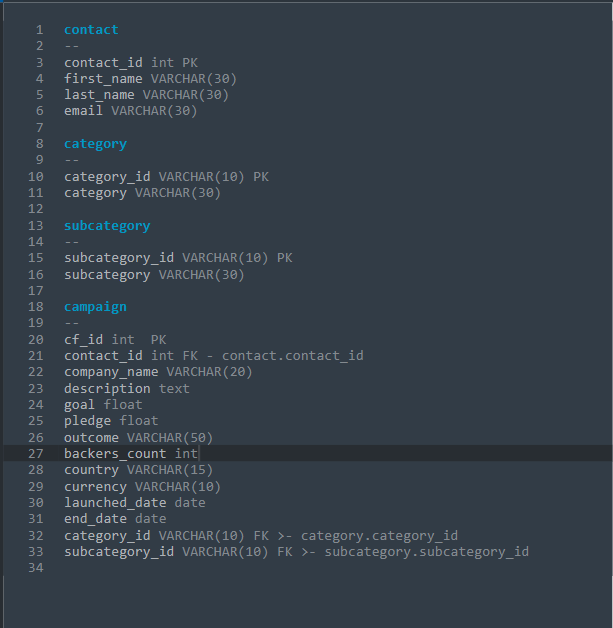 1 contact
2 --
3 contact_id int PK
4 first_name VARCHAR(30)
5 last_name VARCHAR(30)
6 email VARCHAR(30)
7
8 category
9 --
10 category_id VARCHAR(10) PK
11 category VARCHAR(30)
12
13 subcategory
14 --
15 subcategory_id VARCHAR(10) PK
16 subcategory VARCHAR(30)
17
18 campaign
19 --
20 cf_id int  PK
21 contact_id int FK - contact.contact_id
22 company_name VARCHAR(20)
23 description text
24 goal float
25 pledge float
26 outcome VARCHAR(50)
27 backers_count int
28 country VARCHAR(15)
29 currency VARCHAR(10)
30 launched_date date
31 end_date date
32 category_id VARCHAR(10) FK >- category.category_id
33 subcategory_id VARCHAR(10) FK >- subcategory.subcategory_id
34